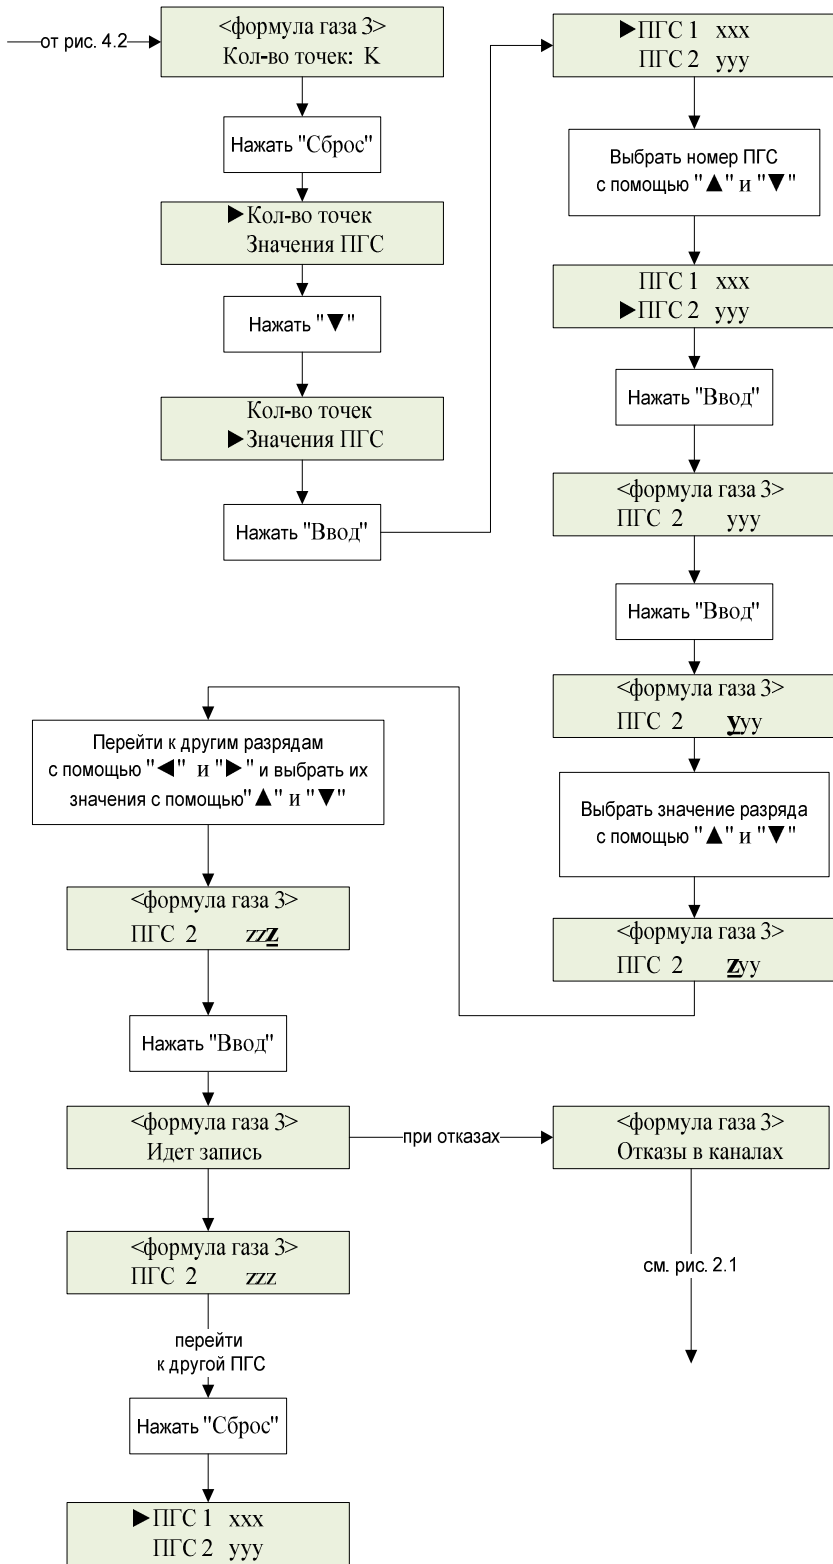 от рис. 4.2
<формула газа 3>
Кол-во точек: K
Нажать "Сброс"
▶Кол-во точек
Значения ПГС
Нажать "▼"
Кол-во точек
▶Значения ПГС
Нажать "Ввод"
▶ПГС 1 xxx
ПГС 2 yyy
Выбрать номер ПГС
с помощью "▲" и "▼"
ПГС 1 xxx
▶ПГС 2 yyy
Нажать "Ввод"
<формула газа 3>
ПГС 2 yyy
Нажать "Ввод"
<формула газа 3>
ПГС 2 yyy
Выбрать значение разряда
с помощью "▲" и "▼"
<формула газа 3>
ПГС 2 zyy
Перейти к другим разрядам
с помощью "◀" и "▶" и выбрать их
значения с помощью"▲" и "▼"
<формула газа 3>
ПГС 2 zzz
Нажать "Ввод"
<формула газа 3>
Идет запись
при отказах
<формула газа 3>
Отказы в каналах
см. рис. 2.1
<формула газа 3>
ПГС 2 zzz
перейти
к другой ПГС
Нажать "Сброс"
▶ПГС 1 xxx
ПГС 2 yyy